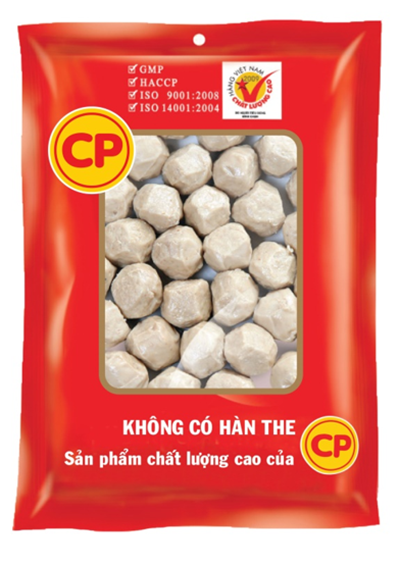 GMP
HACCP
ISO 9001:2008
ISO 14001:2004
HÀNG VIỆT NAM
2009
CHẤT LƯỢNG CAO
CP
KHÔNG CÓ HÀN THE
Sản phẩm chất lượng cao của
CP